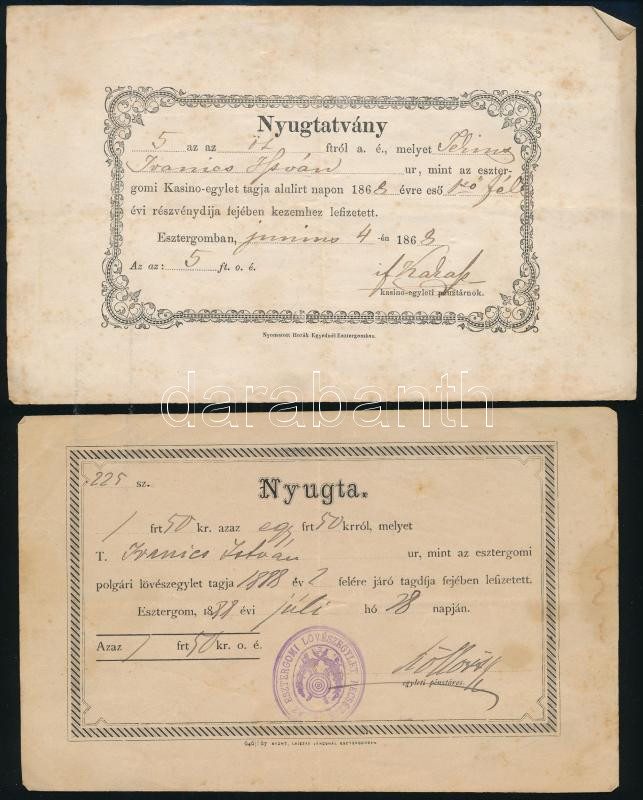 Nyugtatvány
5 az az öt ftról a. é., melyet
Ivanics István ur, mint az eszter-
gomi Kasino-egylet tagja alulirt napon 1863 évre eső fél
évi részvénydija fejében kezemhez lefizetett.
Esztergomban, junius 4 -én 1863
Az az: 5 ft. o. é.
kasino-egyleti pénztárnok.
Nyomatott Horák Egyednél Esztergomban.
darabanth
225 sz.
Nyugta.
1 frt 50 kr. azaz egy frt 50 krról, melyet
T. Ivanics István ur, mint az esztergomi
polgári lövészegylet tagja 1888 év 2 felére járó tagdíja fejében lefizetett.
Esztergom, 1888 évi juli hó 28 napján.
Azaz 1 frt 50 kr. o. é.
ESZTERGOMI LÖVÉSZEGYLET
egyleti pénztáros.